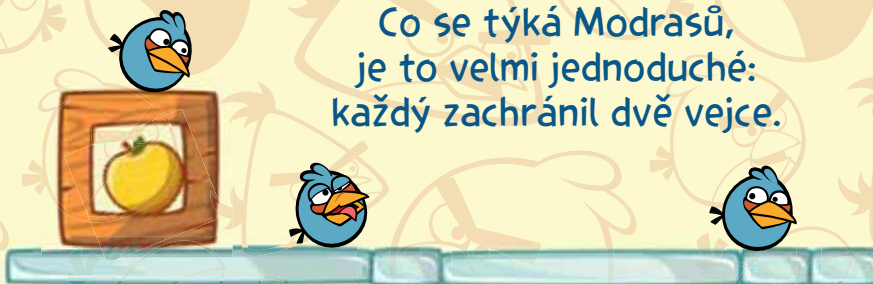 Co se týká Modrasů,
je to velmi jednoduché:
každý zachránil dvě vejce.